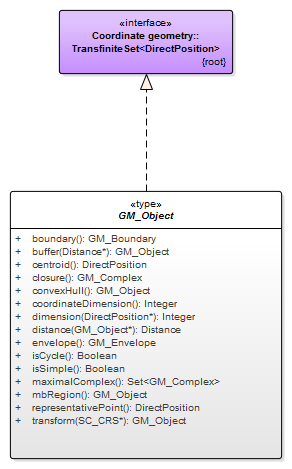 «interface»
Coordinate geometry::
TransfiniteSet<DirectPosition>
{root}
«type»
GM_Object
+ boundary(): GM_Boundary
+ buffer(Distance*): GM_Object
+ centroid(): DirectPosition
+ closure(): GM_Complex
+ convexHull(): GM_Object
+ coordinateDimension(): Integer
+ dimension(DirectPosition*): Integer
+ distance(GM_Object*): Distance
+ envelope(): GM_Envelope
+ isCycle(): Boolean
+ isSimple(): Boolean
+ maximalComplex(): Set<GM_Complex>
+ mbRegion(): GM_Object
+ representativePoint(): DirectPosition
+ transform(SC_CRS*): GM_Object